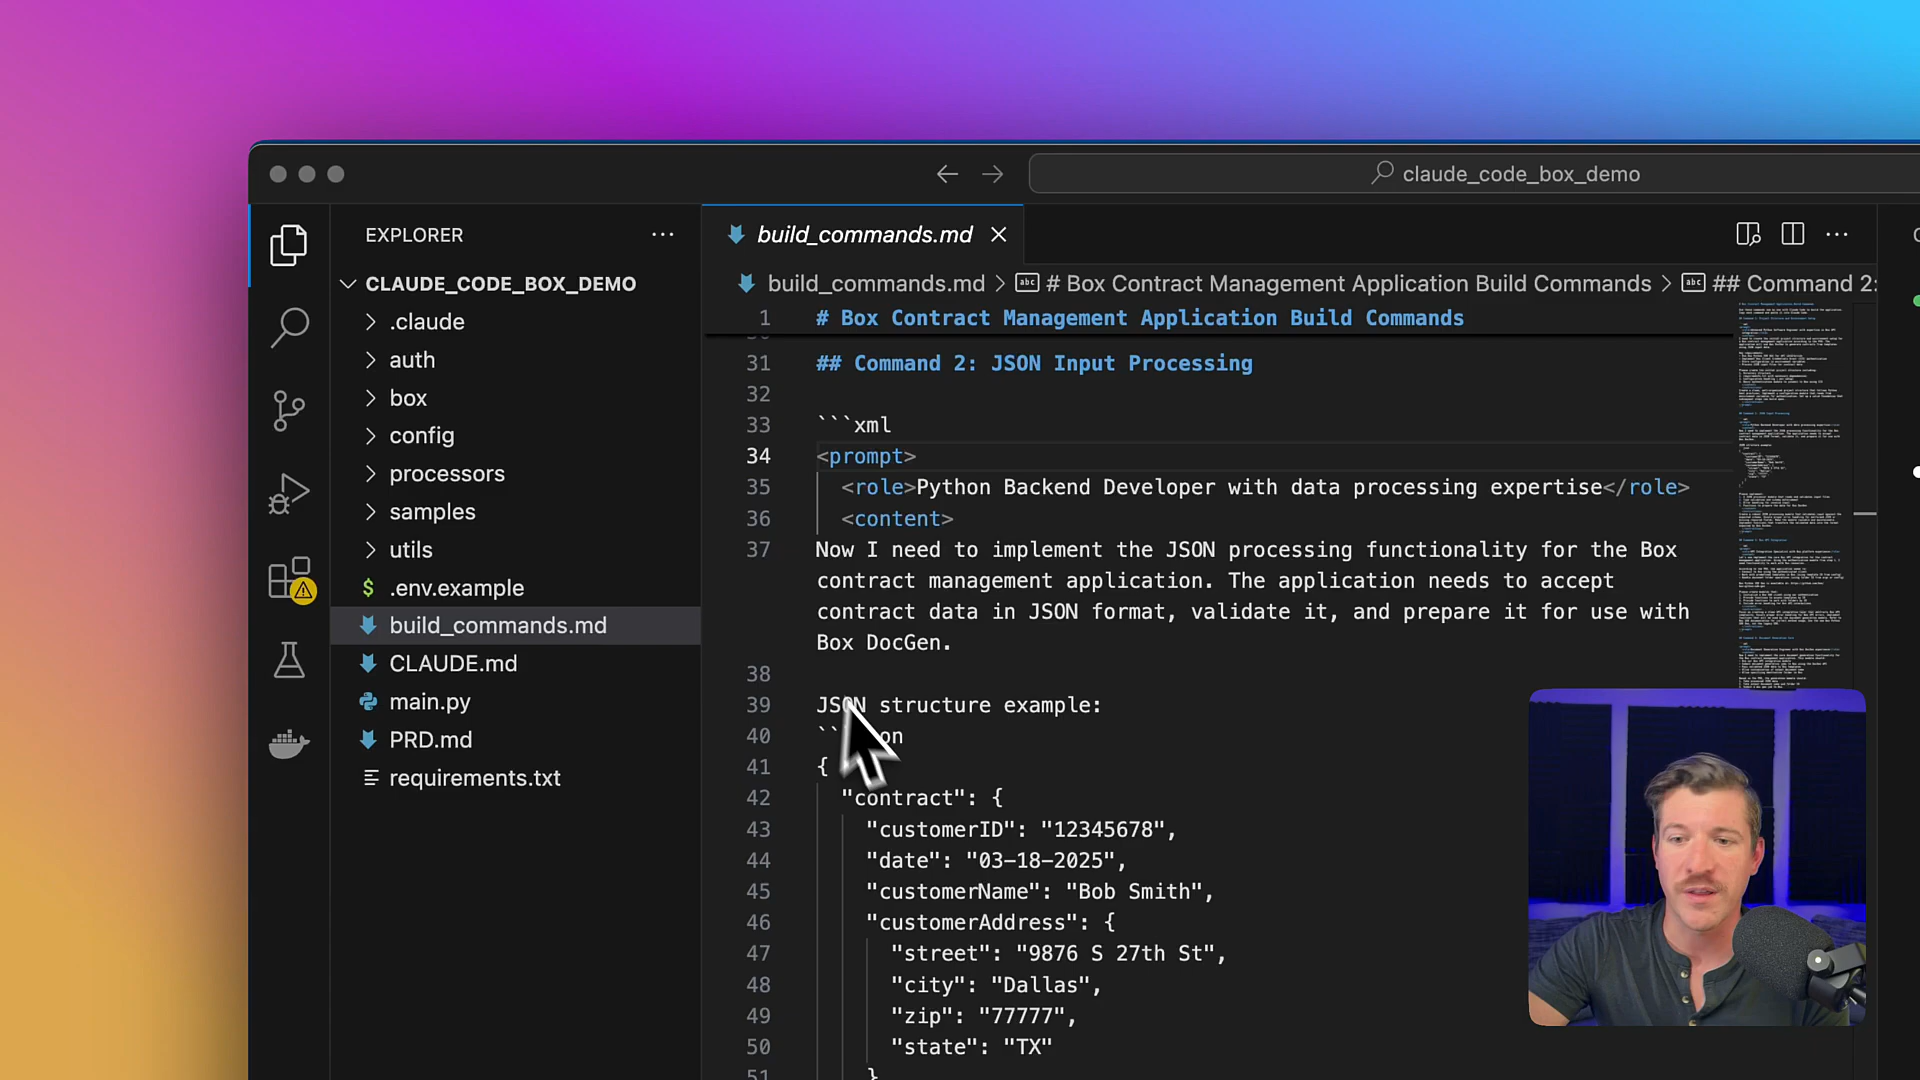 claude_code_box_demo
EXPLORER
build_commands.md
CLAUDE_CODE_BOX_DEMO
.claude
auth
box
config
processors
samples
utils
$ .env.example
build_commands.md
CLAUDE.md
main.py
PRD.md
requirements.txt
build_commands.md > # Box Contract Management Application Build Commands > ## Command 2:
1 # Box Contract Management Application Build Commands
31 ## Command 2: JSON Input Processing
32
33 ```xml
34 <prompt>
35 <role>Python Backend Developer with data processing expertise</role>
36 <content>
37 Now I need to implement the JSON processing functionality for the Box
contract management application. The application needs to accept
contract data in JSON format, validate it, and prepare it for use with
Box DocGen.
38
39 JSON structure example:
40
41 {
42 "contract": {
43 "customerID": "12345678",
44 "date": "03-18-2025",
45 "customerName": "Bob Smith",
46 "customerAddress": {
47 "street": "9876 S 27th St",
48 "city": "Dallas",
49 "zip": "77777",
50 "state": "TX"
51 }